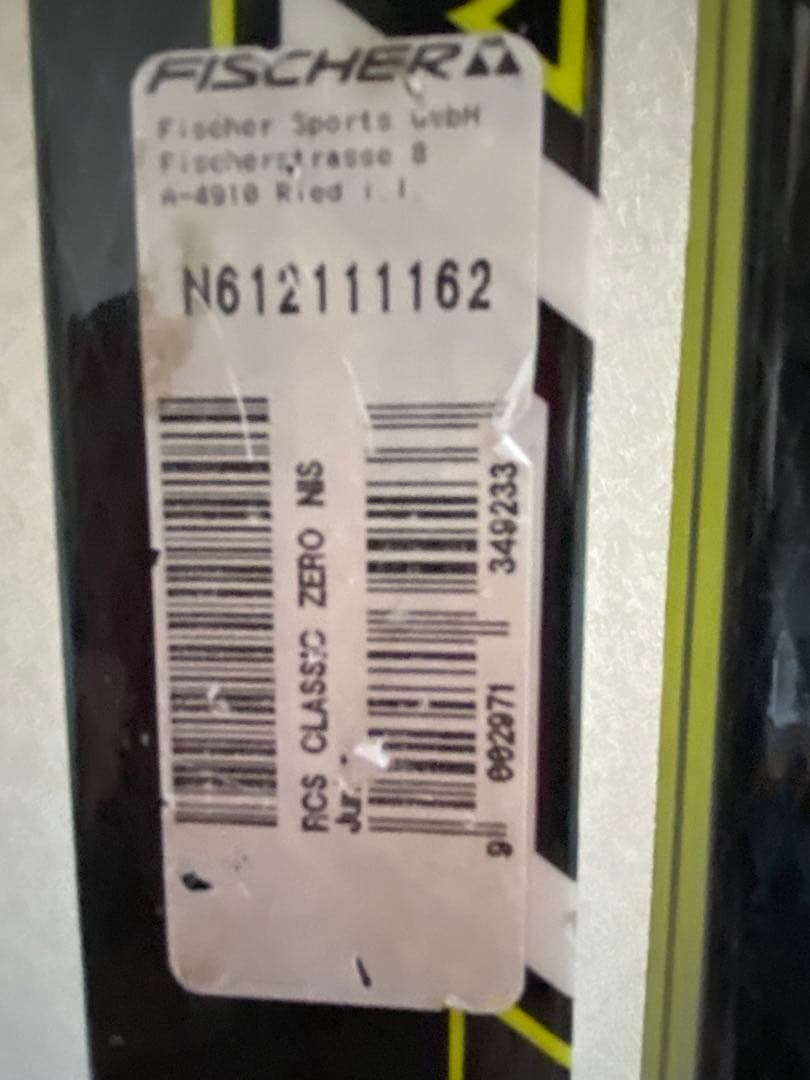 FISCHER
Fischer Sports GmbH
Fischerstrasse 8
A-4910 Ried i. I.
N612111162
RCS CLASSIC ZERO NIS
9 002971 349233